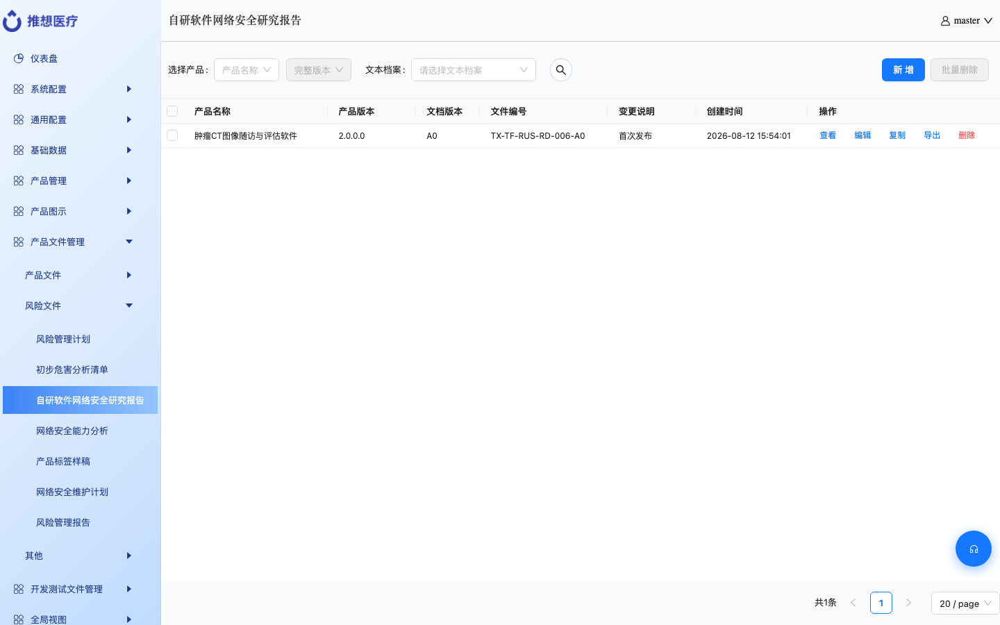 推想医疗
自研软件网络安全研究报告
master
仪表盘
系统配置
通用配置
基础数据
产品管理
产品图示
产品文件管理
产品文件
风险文件
风险管理计划
初步危害分析清单
自研软件网络安全研究报告
网络安全能力分析
产品标签样稿
网络安全维护计划
风险管理报告
其他
开发测试文件管理
全局视图
选择产品： 产品名称 完整版本 文本档案： 请选择文本档案 新 增 批量删除
产品名称 产品版本 文档版本 文件编号 变更说明 创建时间 操作
肿瘤CT图像随访与评估软件 2.0.0.0 A0 TX-TF-RUS-RD-006-A0 首次发布 2026-08-12 15:54:01 查看 编辑 复制 导出 删除
共1条 1 20 / page